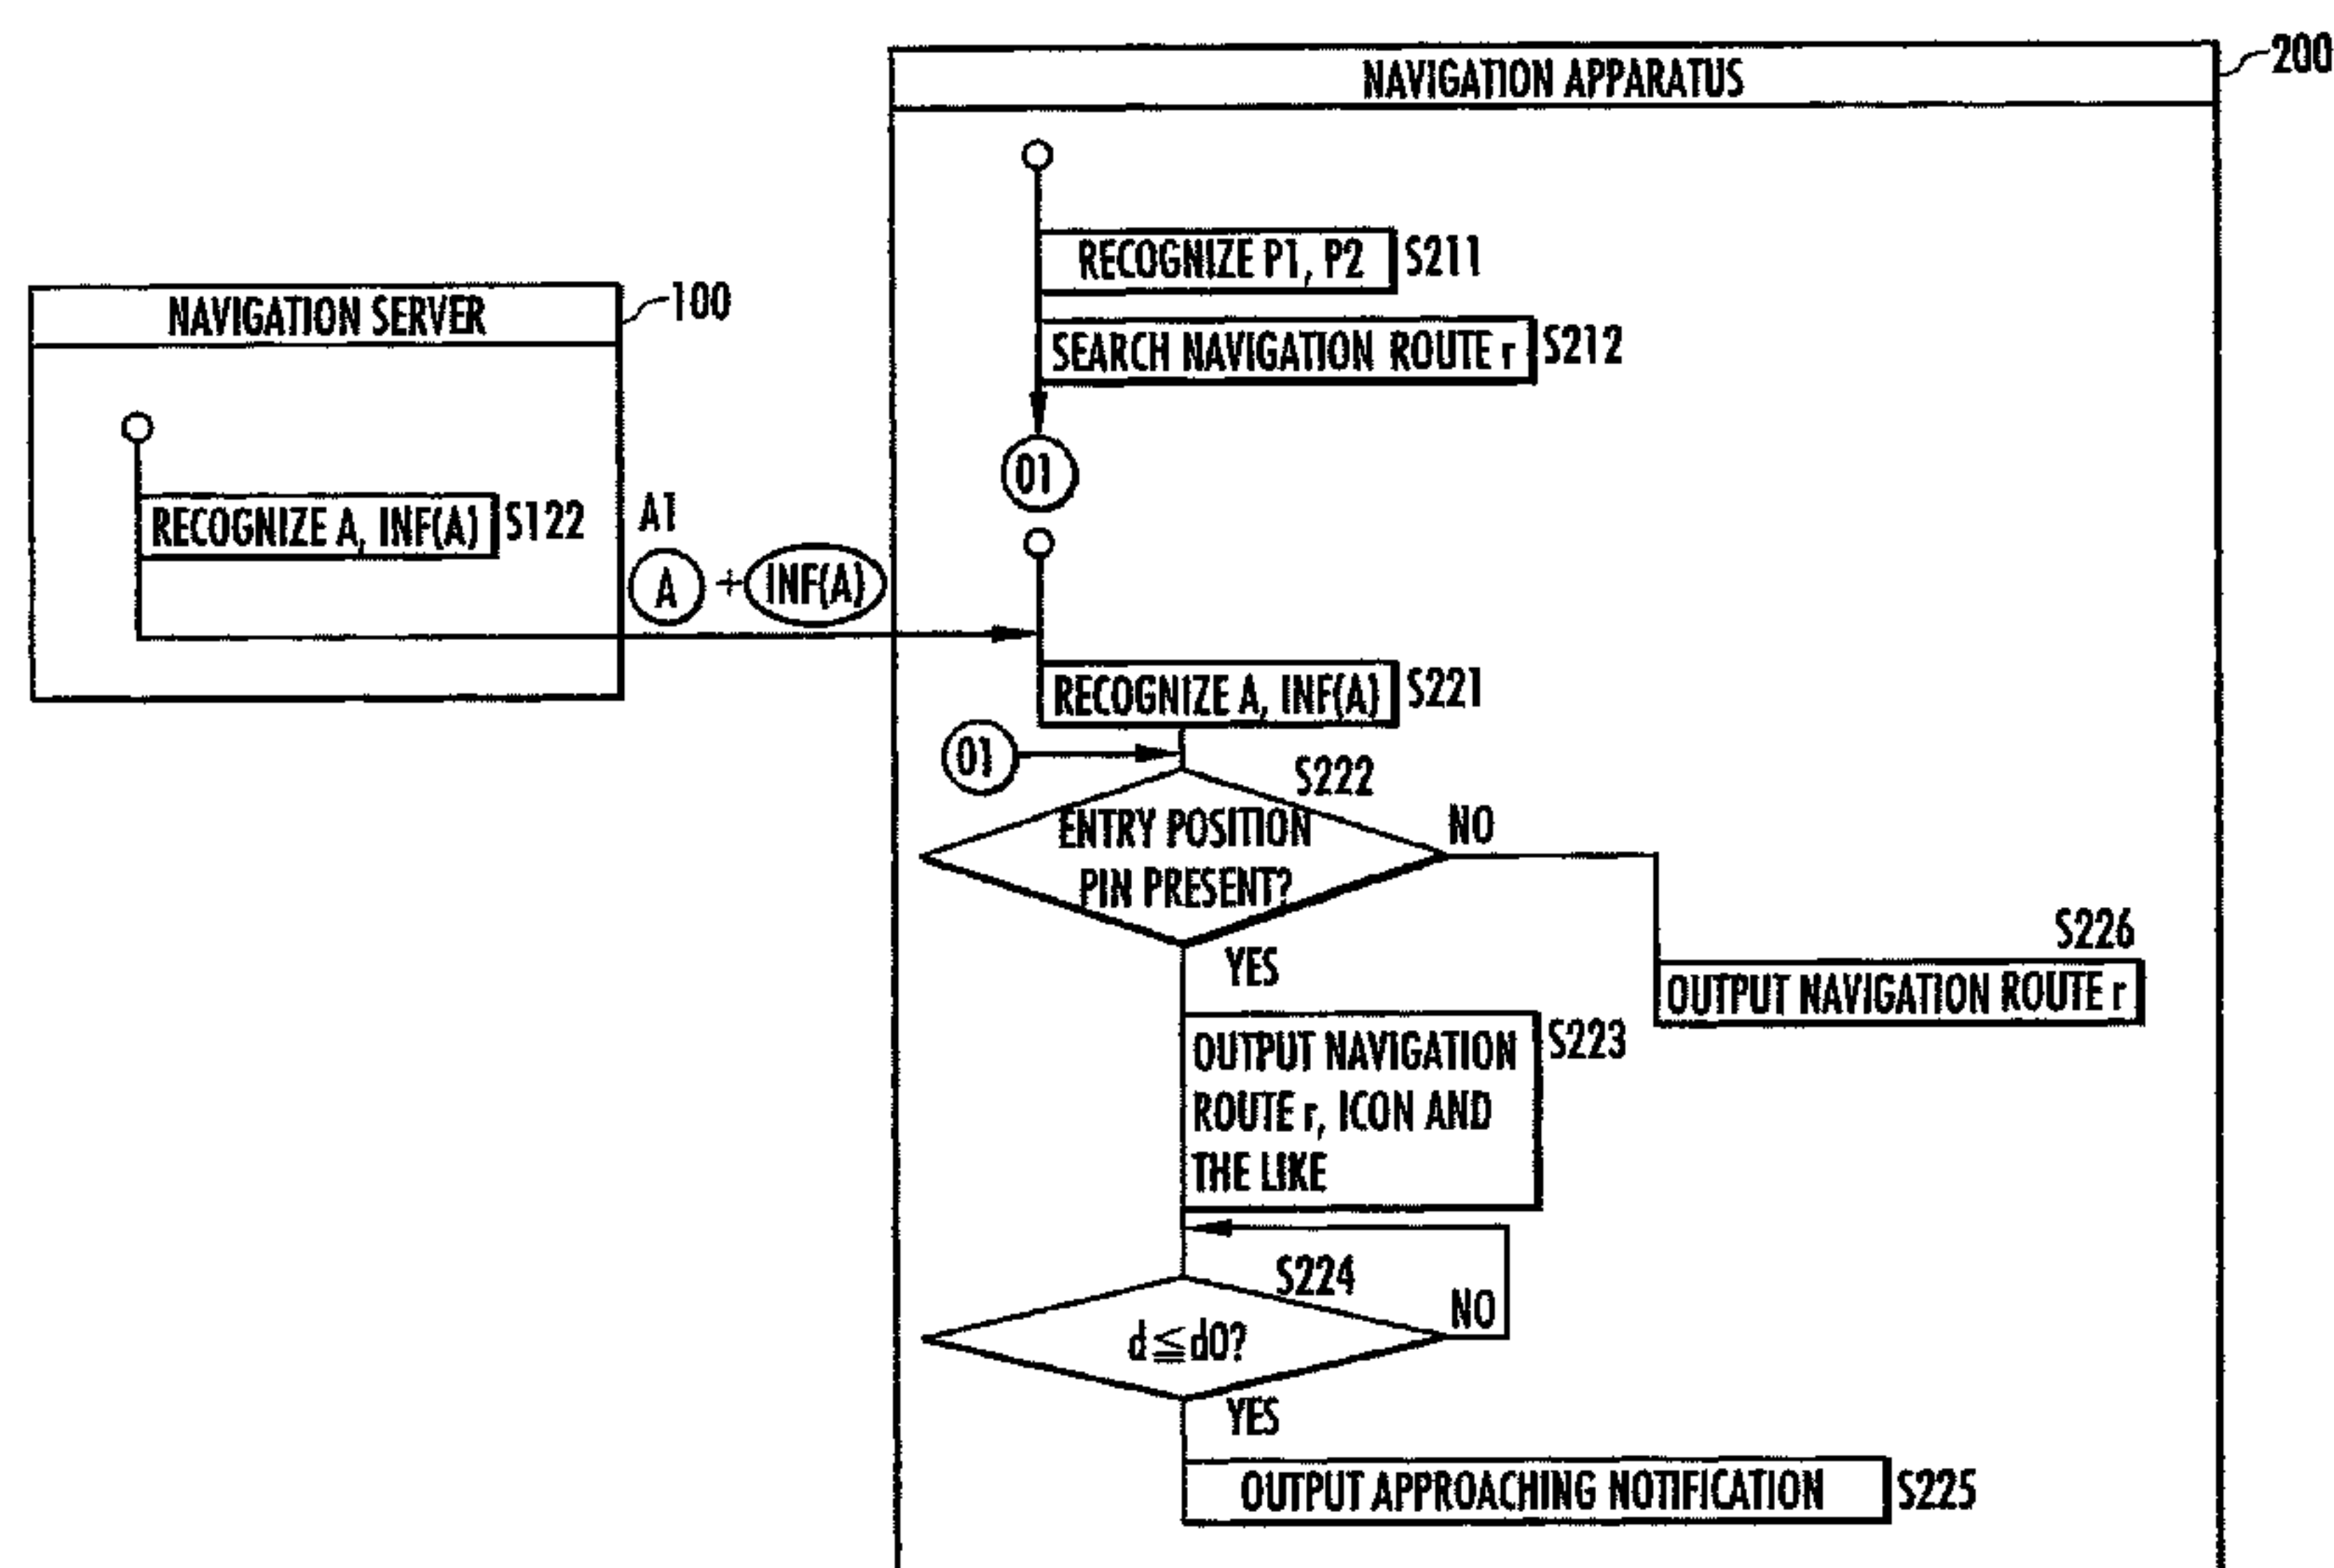 NAVIGATION APPARATUS
200
RECOGNIZE P1, P2
S211
NAVIGATION SERVER
100
SEARCH NAVIGATION ROUTE r
S212
01
RECOGNIZE A, INF(A)
S122
A1
A + INF(A)
RECOGNIZE A, INF(A)
S221
01
S222
ENTRY POSITION
PIN PRESENT?
NO
YES
S226
OUTPUT NAVIGATION ROUTE r
OUTPUT NAVIGATION
ROUTE r, ICON AND
THE LIKE
S223
S224
d≦d0?
NO
YES
OUTPUT APPROACHING NOTIFICATION
S225